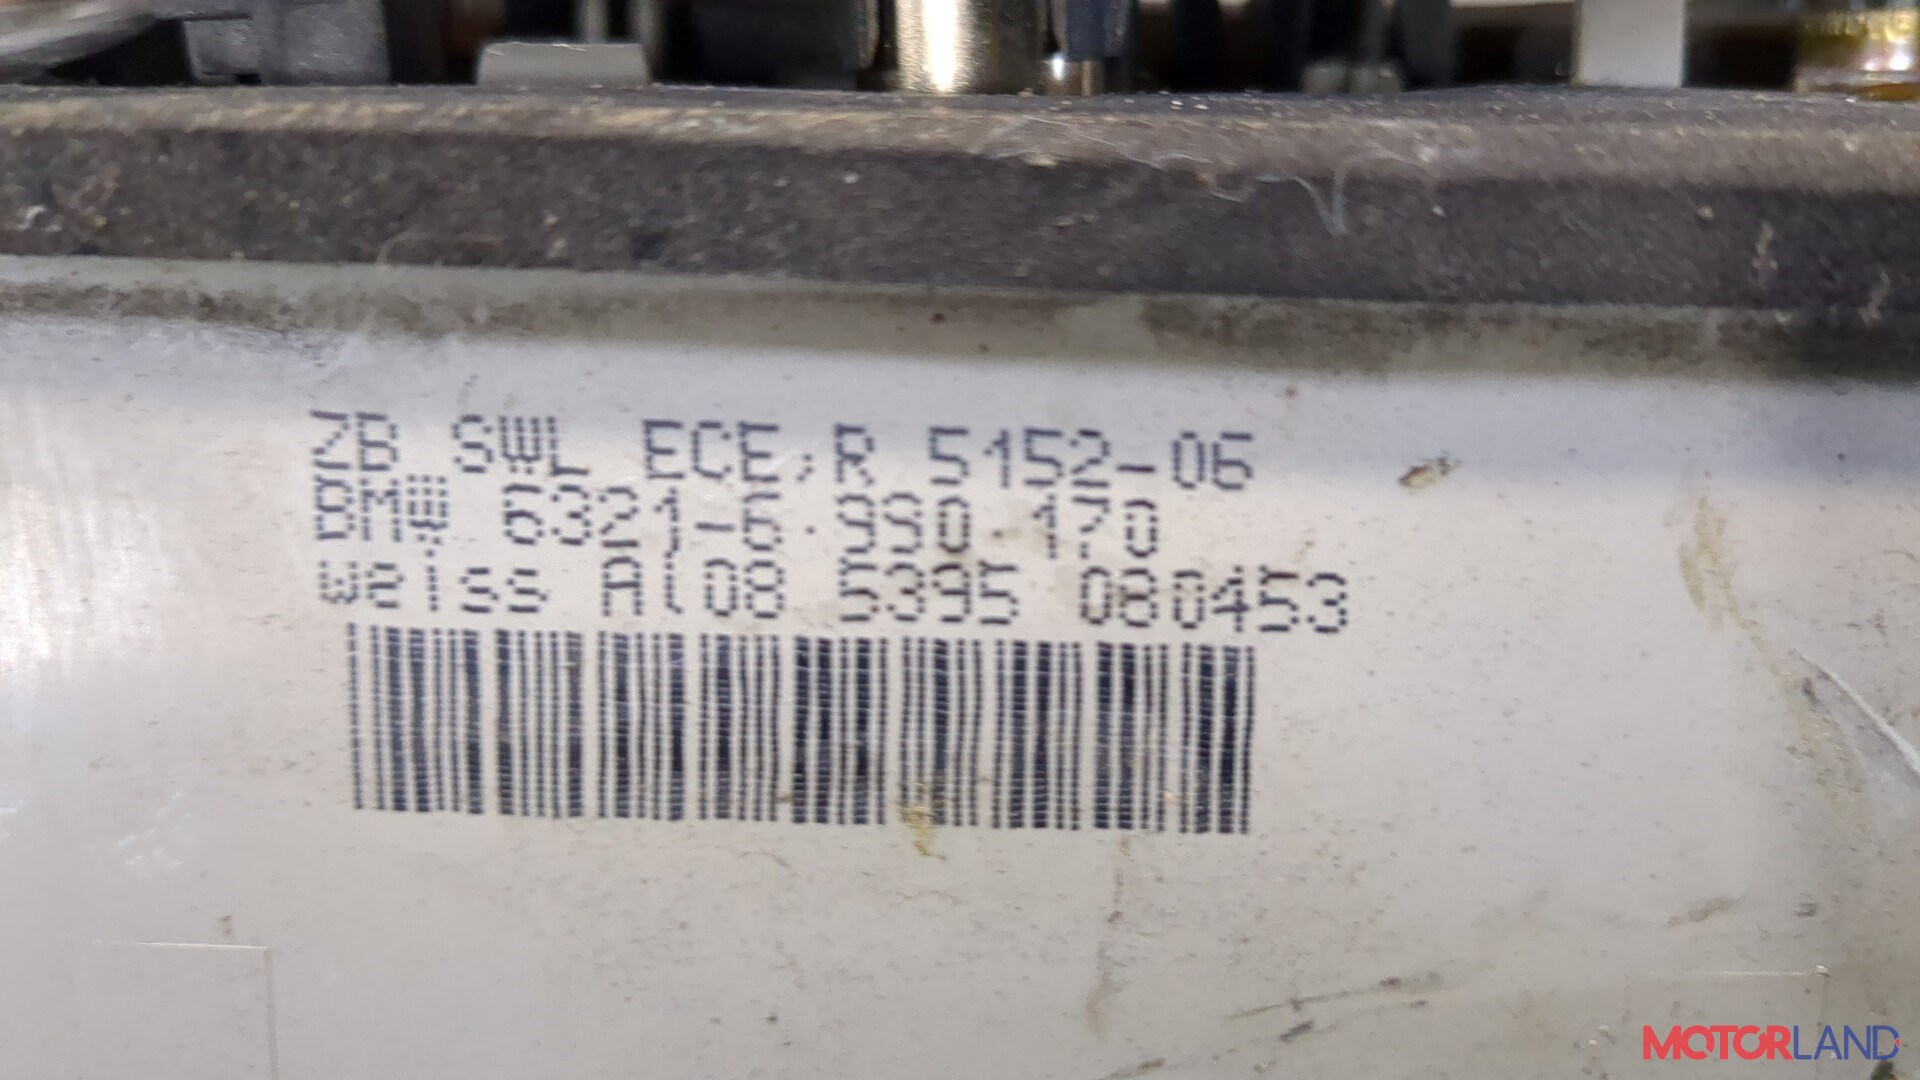 ZB SWL ECE,R 5152-06
BMW 6321-6.990.170
weiss A/08 5395 080453
MOTORLAND